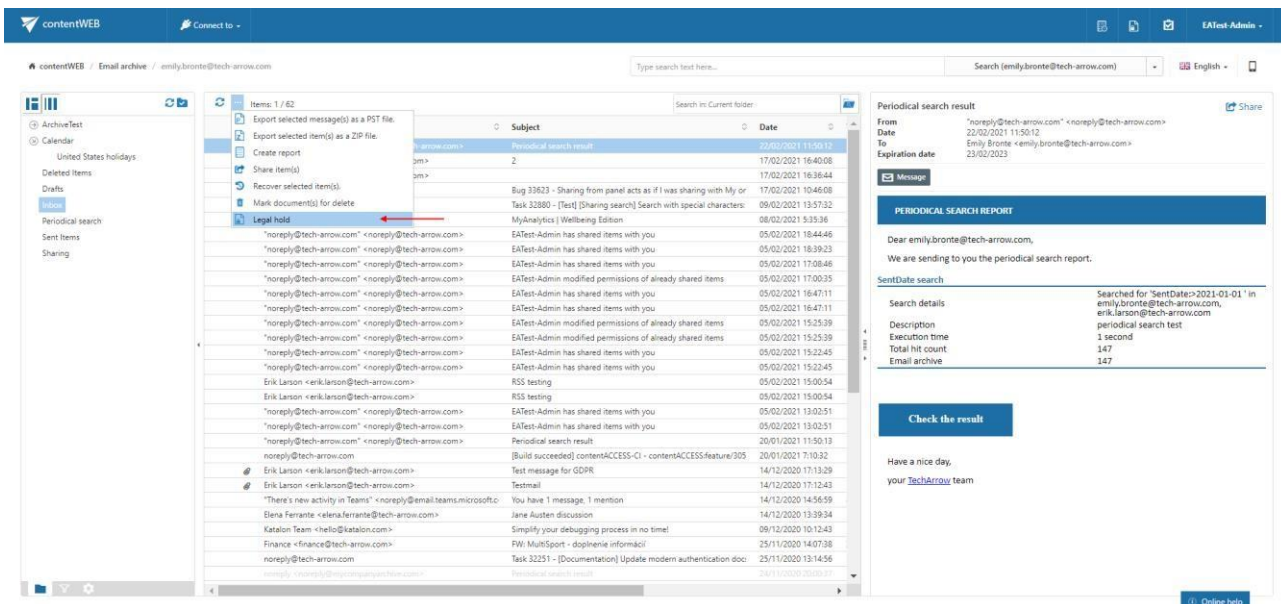 contentWEB
Connect to
EATest-Admin
contentWEB / Email archive / emily.bronte@tech-arrow.com
Type search text here...
Search (emily.bronte@tech-arrow.com)
English
ArchiveTest
Calendar
United States holidays
Deleted Items
Drafts
Inbox
Periodical search
Sent Items
Sharing
Items: 1 / 62
Search in: Current folder
Export selected message(s) as a PST file.
Export selected item(s) as a ZIP file.
Create report
Share item(s)
Recover selected item(s).
Mark document(s) for delete
Legal hold
Subject Date
Periodical search result 22/02/2021 11:50:12
2 17/02/2021 16:40:08
17/02/2021 16:36:44
Bug 33623 - Sharing from panel acts as if I was sharing with My or 17/02/2021 10:46:08
Task 32880 - [Test] [Sharing search] Search with special characters: 09/02/2021 13:57:32
MyAnalytics | Wellbeing Edition 08/02/2021 5:35:36
"noreply@tech-arrow.com" <noreply@tech-arrow.com> EATest-Admin has shared items with you 05/02/2021 18:44:46
"noreply@tech-arrow.com" <noreply@tech-arrow.com> EATest-Admin has shared items with you 05/02/2021 18:39:23
"noreply@tech-arrow.com" <noreply@tech-arrow.com> EATest-Admin has shared items with you 05/02/2021 17:08:46
"noreply@tech-arrow.com" <noreply@tech-arrow.com> EATest-Admin modified permissions of already shared items 05/02/2021 17:00:35
"noreply@tech-arrow.com" <noreply@tech-arrow.com> EATest-Admin has shared items with you 05/02/2021 16:47:11
"noreply@tech-arrow.com" <noreply@tech-arrow.com> EATest-Admin has shared items with you 05/02/2021 16:47:11
"noreply@tech-arrow.com" <noreply@tech-arrow.com> EATest-Admin modified permissions of already shared items 05/02/2021 15:25:39
"noreply@tech-arrow.com" <noreply@tech-arrow.com> EATest-Admin modified permissions of already shared items 05/02/2021 15:25:39
"noreply@tech-arrow.com" <noreply@tech-arrow.com> EATest-Admin has shared items with you 05/02/2021 15:22:45
"noreply@tech-arrow.com" <noreply@tech-arrow.com> EATest-Admin has shared items with you 05/02/2021 15:22:45
Erik Larson <erik.larson@tech-arrow.com> RSS testing 05/02/2021 15:00:54
Erik Larson <erik.larson@tech-arrow.com> RSS testing 05/02/2021 15:00:54
"noreply@tech-arrow.com" <noreply@tech-arrow.com> EATest-Admin has shared items with you 05/02/2021 13:02:51
"noreply@tech-arrow.com" <noreply@tech-arrow.com> EATest-Admin has shared items with you 05/02/2021 13:02:51
"noreply@tech-arrow.com" <noreply@tech-arrow.com> Periodical search result 20/01/2021 11:50:13
noreply@tech-arrow.com [Build succeeded] contentACCESS-CI - contentACCESS:feature/305 20/01/2021 7:10:32
Erik Larson <erik.larson@tech-arrow.com> Test message for GDPR 14/12/2020 17:13:29
Erik Larson <erik.larson@tech-arrow.com> Testmail 14/12/2020 17:12:43
"There's new activity in Teams" <noreply@email.teams.microsoft.c You have 1 message, 1 mention 14/12/2020 14:56:59
Elena Ferrante <elena.ferrante@tech-arrow.com> Jane Austen discussion 14/12/2020 13:39:34
Katalon Team <hello@katalon.com> Simplify your debugging process in no time! 09/12/2020 10:12:43
Finance <finance@tech-arrow.com> FW: MultiSport - doplnenie informácií 25/11/2020 14:07:38
noreply@tech-arrow.com Task 32251 - [Documentation] Update modern authentication doc: 25/11/2020 13:14:56
noreply <noreply@mycompanyarchive.com> Periodical search result
Periodical search result Share
From "noreply@tech-arrow.com" <noreply@tech-arrow.com>
Date 22/02/2021 11:50:12
To Emily Bronte <emily.bronte@tech-arrow.com>
Expiration date 23/02/2023
Message
PERIODICAL SEARCH REPORT
Dear emily.bronte@tech-arrow.com,
We are sending to you the periodical search report.
SentDate search
Search details Searched for 'SentDate:>2021-01-01 ' in
emily.bronte@tech-arrow.com,
erik.larson@tech-arrow.com
Description periodical search test
Execution time 1 second
Total hit count 147
Email archive 147
Check the result
Have a nice day,
your TechArrow team
Online help